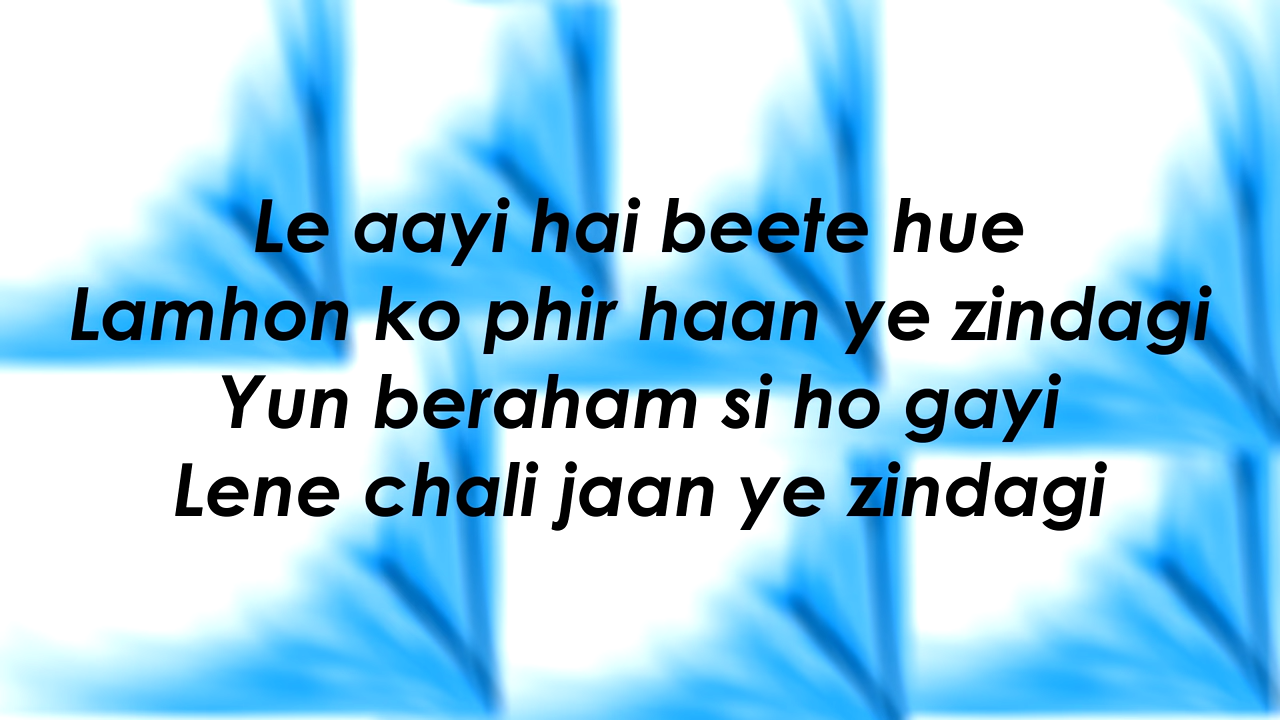 Le aayi hai beete hue
Lamhon ko phir haan ye zindagi
Yun beraham si ho gayi
Lene chali jaan ye zindagi